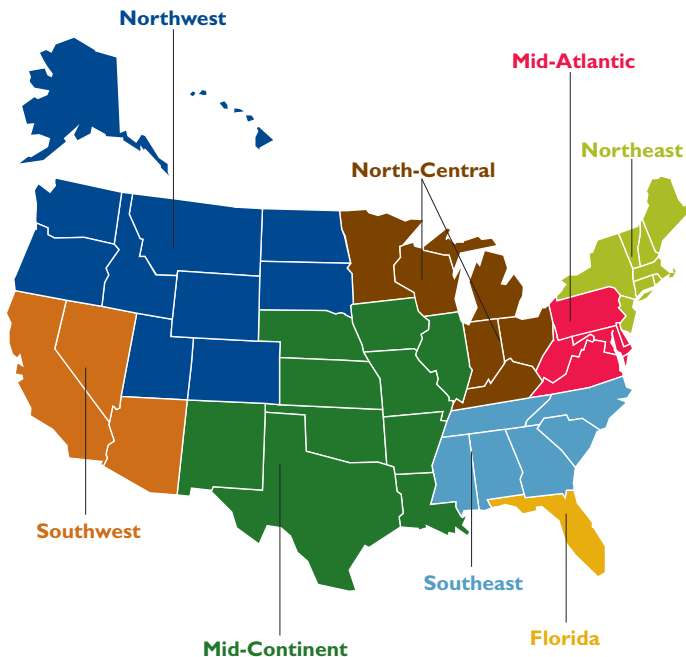 Northwest
Mid-Atlantic
Northeast
North-Central
Southwest
Southeast
Florida
Mid-Continent